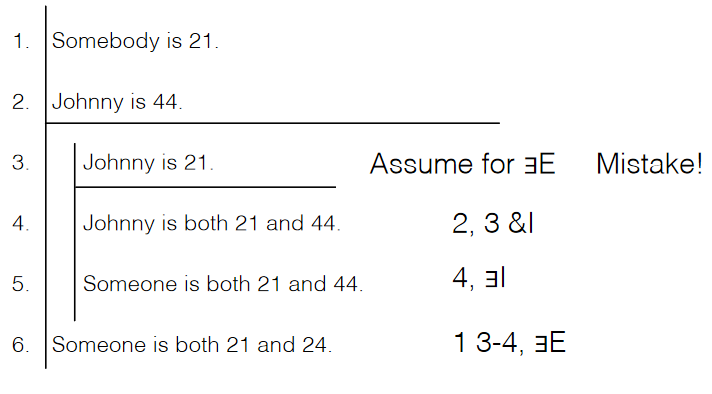 1. Somebody is 21.
2. Johnny is 44.
3. Johnny is 21. Assume for ∃E Mistake!
4. Johnny is both 21 and 44. 2, 3 &I
5. Someone is both 21 and 44. 4, ∃I
6. Someone is both 21 and 24. 1 3-4, ∃E